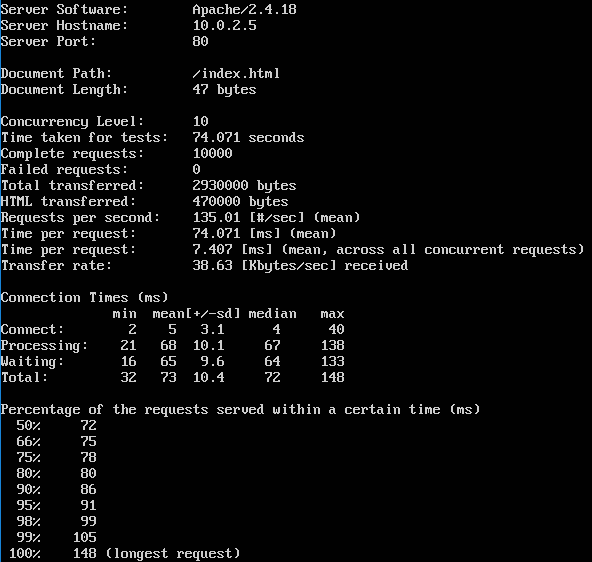 Server Software:        Apache/2.4.18
Server Hostname:        10.0.2.5
Server Port:            80

Document Path:          /index.html
Document Length:        47 bytes

Concurrency Level:      10
Time taken for tests:   74.071 seconds
Complete requests:      10000
Failed requests:        0
Total transferred:      2930000 bytes
HTML transferred:       470000 bytes
Requests per second:    135.01 [#/sec] (mean)
Time per request:       74.071 [ms] (mean)
Time per request:       7.407 [ms] (mean, across all concurrent requests)
Transfer rate:          38.63 [Kbytes/sec] received

Connection Times (ms)
              min  mean[+/-sd] median   max
Connect:        2    5   3.1      4      40
Processing:    21   68  10.1     67     138
Waiting:       16   65   9.6     64     133
Total:         32   73  10.4     72     148

Percentage of the requests served within a certain time (ms)
  50%     72
  66%     75
  75%     78
  80%     80
  90%     86
  95%     91
  98%     99
  99%    105
 100%    148 (longest request)